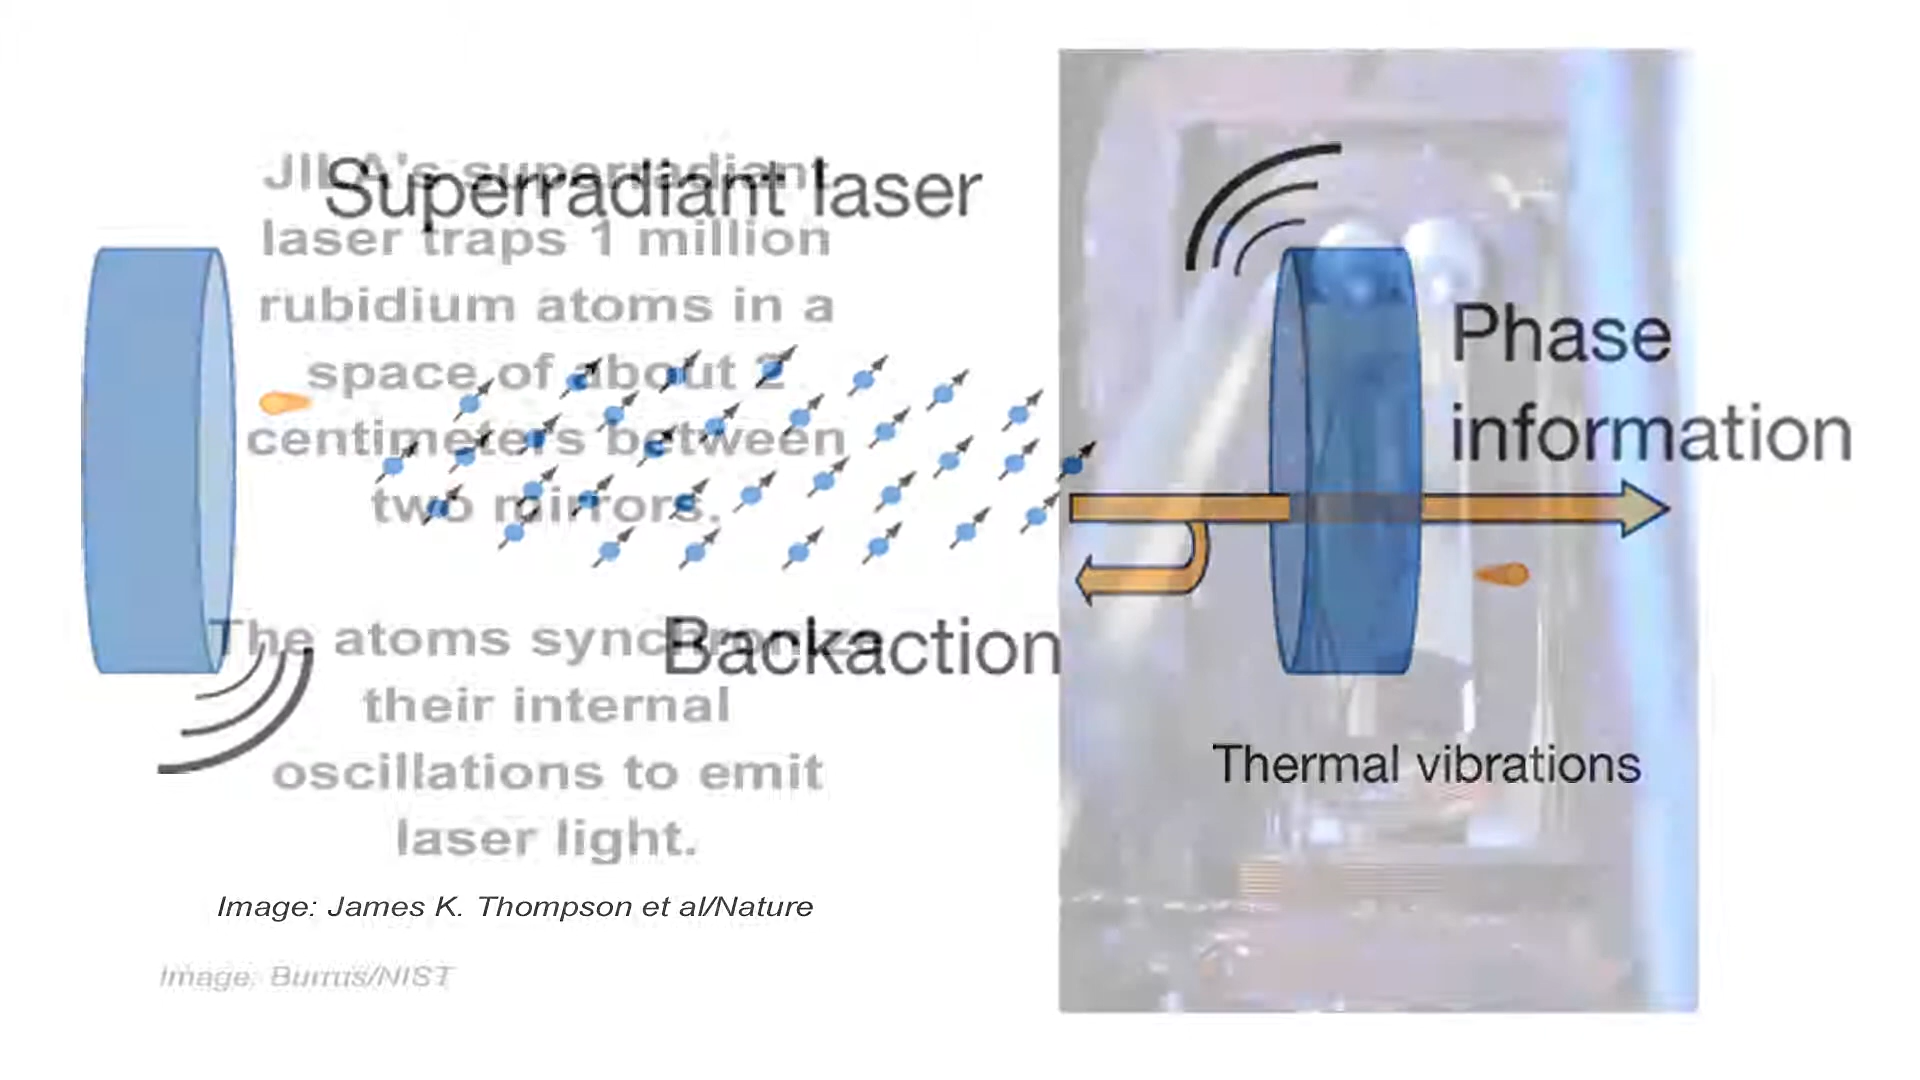 Superradiant laser
JILA's superradiant
laser traps 1 million
rubidium atoms in a
space of about 2
centimeters between
two mirrors.
Phase
information
The atoms synchronize
their internal
oscillations to emit
laser light.
Backaction
Thermal vibrations
Image: James K. Thompson et al/Nature
Image: Burrus/NIST